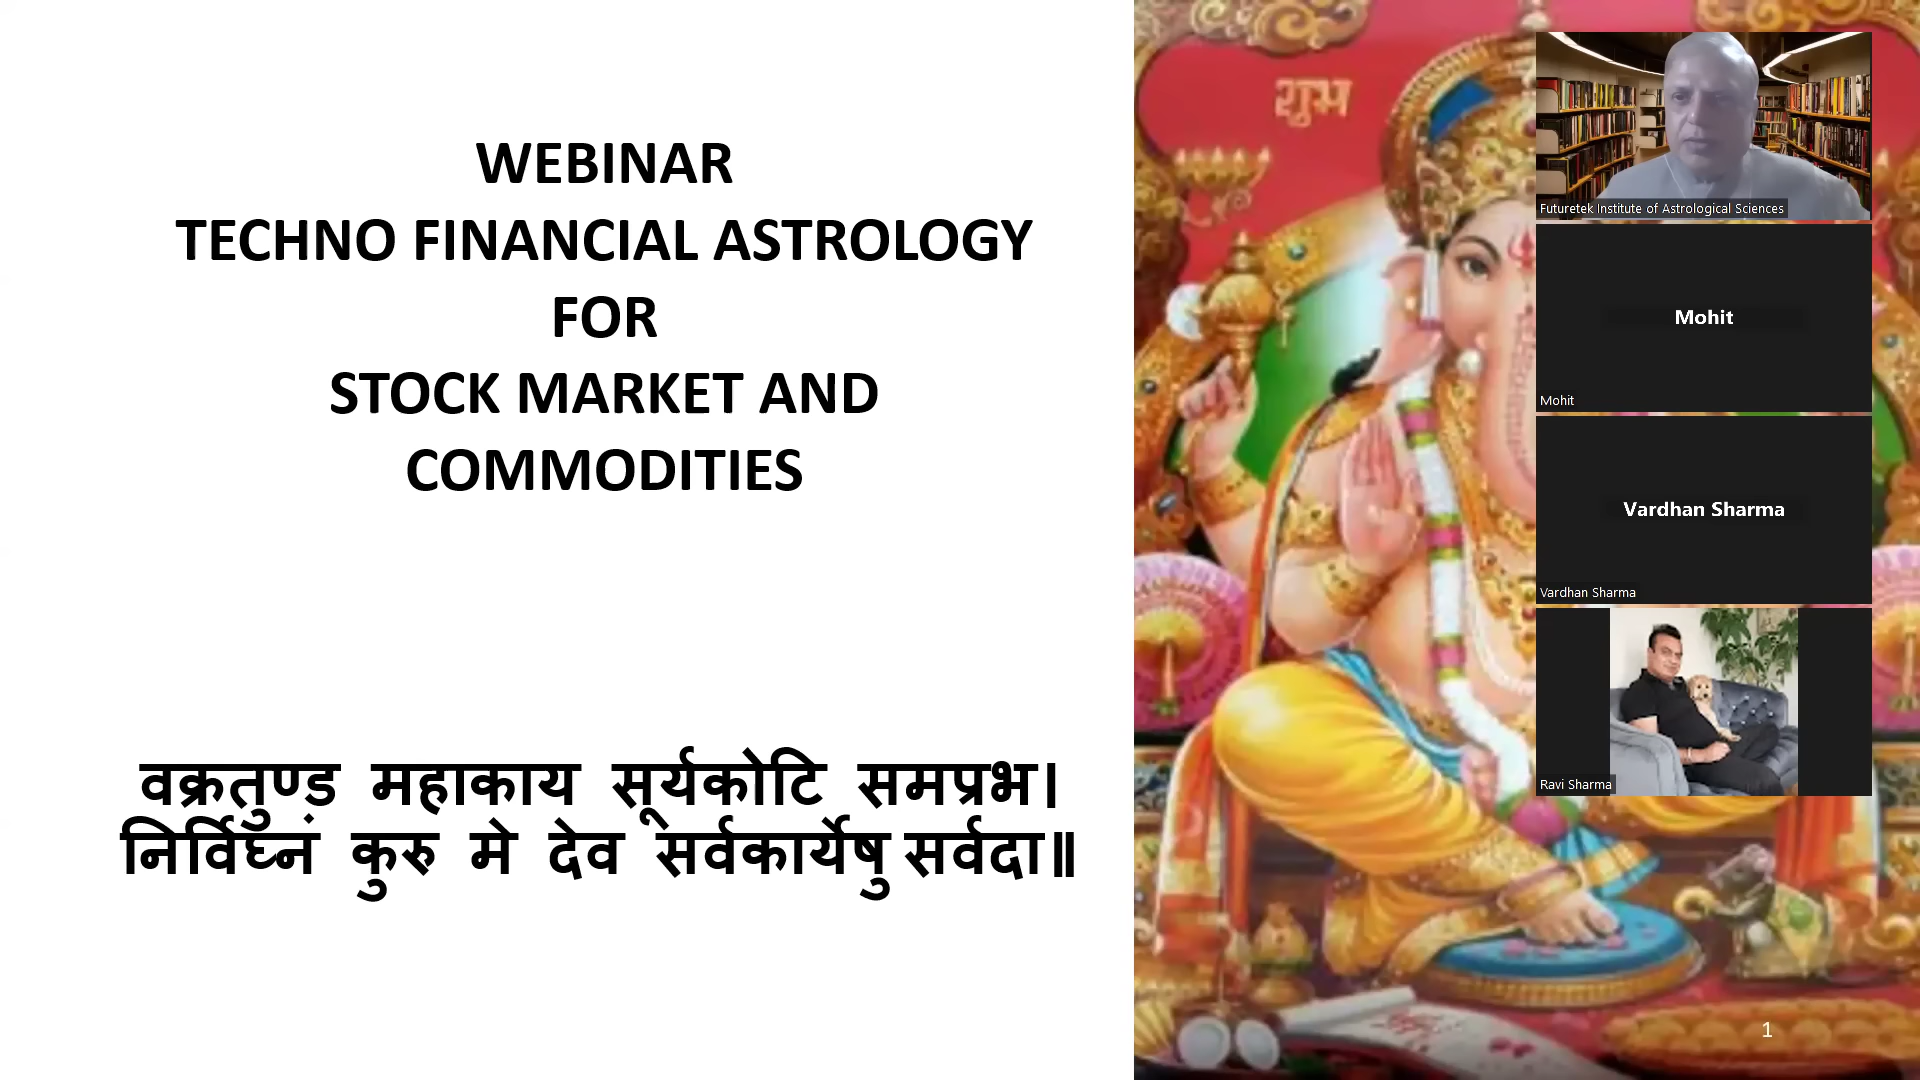 WEBINAR
TECHNO FINANCIAL ASTROLOGY
FOR
STOCK MARKET AND
COMMODITIES
वक्रतुण्ड़ महाकाय सूर्यकोटि समप्रभ।
निर्विघ्नं कुरु मे देव सर्वकार्येषु सर्वदा॥
शुभ
Futuretek Institute of Astrological Sciences
Mohit
Mohit
Vardhan Sharma
Vardhan Sharma
Ravi Sharma
1